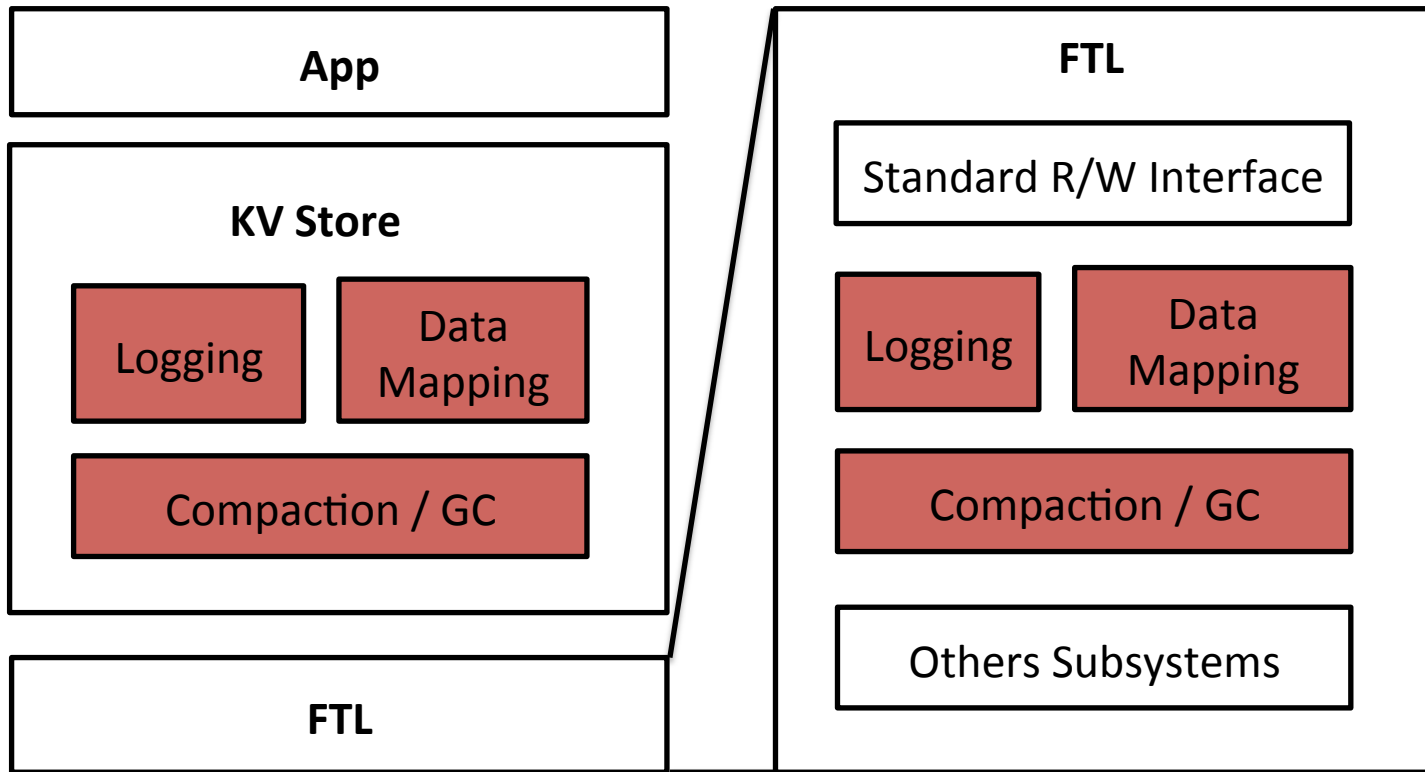 App
KV Store
Logging
Data
Mapping
Compaction / GC
FTL
FTL
Standard R/W Interface
Logging
Data
Mapping
Compaction / GC
Others Subsystems